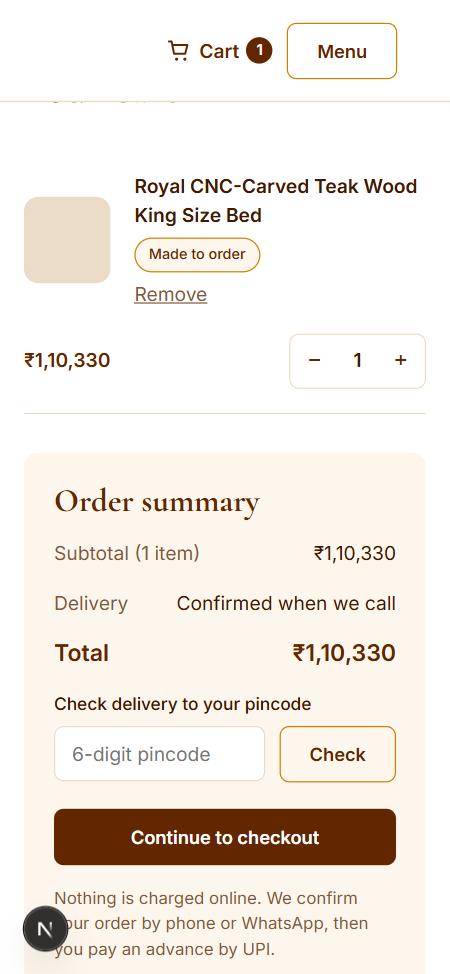 Cart 1
Menu
Royal CNC-Carved Teak Wood
King Size Bed
Made to order
Remove
₹1,10,330
− 1 +
Order summary
Subtotal (1 item) ₹1,10,330
Delivery Confirmed when we call
Total ₹1,10,330
Check delivery to your pincode
6-digit pincode
Check
Continue to checkout
Nothing is charged online. We confirm
your order by phone or WhatsApp, then
you pay an advance by UPI.
N